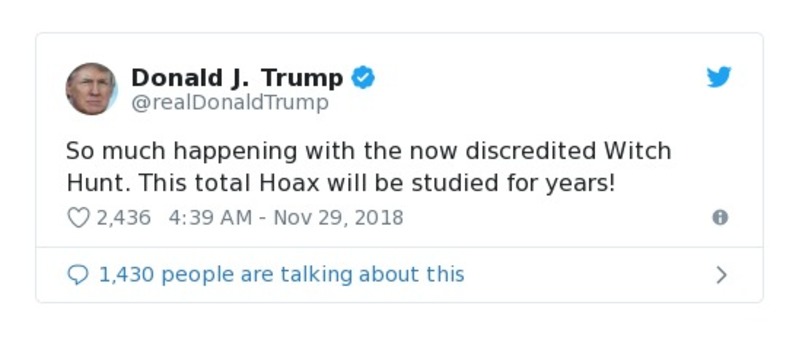 Donald J. Trump
@realDonaldTrump
So much happening with the now discredited Witch
Hunt. This total Hoax will be studied for years!
2,436 4:39 AM - Nov 29, 2018
1,430 people are talking about this